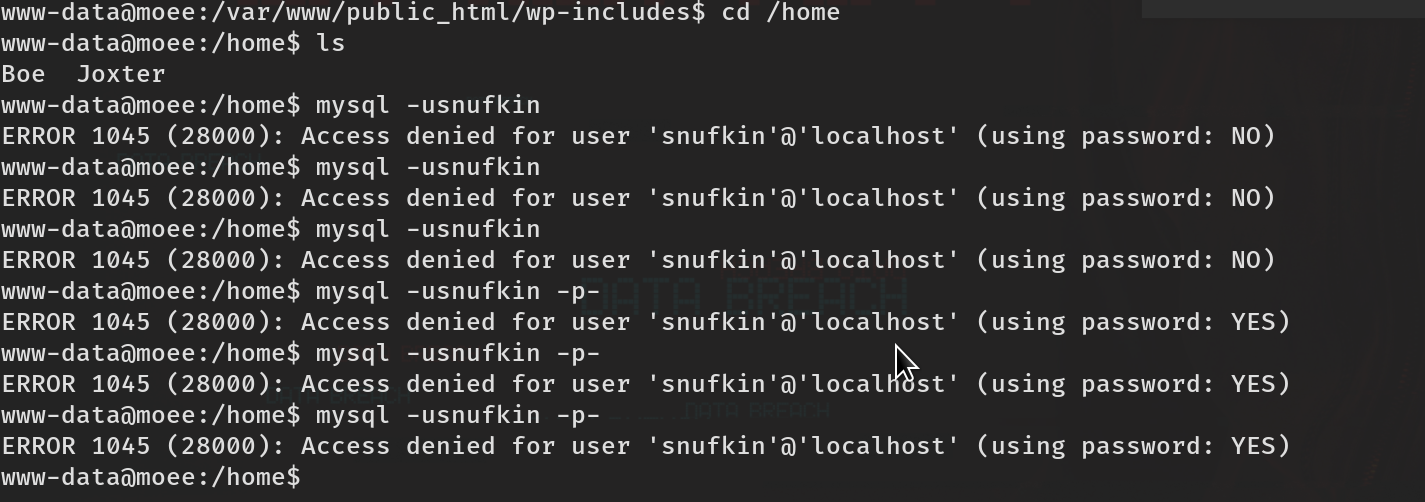 www-data@moee:/var/www/public_html/wp-includes$ cd /home
www-data@moee:/home$ ls
Boe  Joxter
www-data@moee:/home$ mysql -usnufkin
ERROR 1045 (28000): Access denied for user 'snufkin'@'localhost' (using password: NO)
www-data@moee:/home$ mysql -usnufkin
ERROR 1045 (28000): Access denied for user 'snufkin'@'localhost' (using password: NO)
www-data@moee:/home$ mysql -usnufkin
ERROR 1045 (28000): Access denied for user 'snufkin'@'localhost' (using password: NO)
www-data@moee:/home$ mysql -usnufkin -p-
DATA BREACH
ERROR 1045 (28000): Access denied for user 'snufkin'@'localhost' (using password: YES)
www-data@moee:/home$ mysql -usnufkin -p-
ERROR 1045 (28000): Access denied for user 'snufkin'@'localhost' (using password: YES)
DATA BREACH
www-data@moee:/home$ mysql -usnufkin -p-
DATA BREACH
ERROR 1045 (28000): Access denied for user 'snufkin'@'localhost' (using password: YES)
www-data@moee:/home$